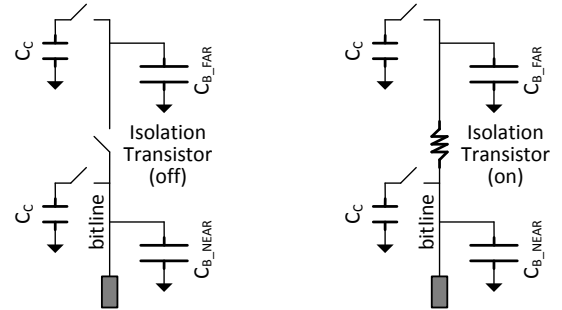 C_C
C_B_FAR
Isolation
Transistor
(off)
C_C
bitline
C_B_NEAR
C_C
C_B_FAR
Isolation
Transistor
(on)
C_C
bitline
C_B_NEAR